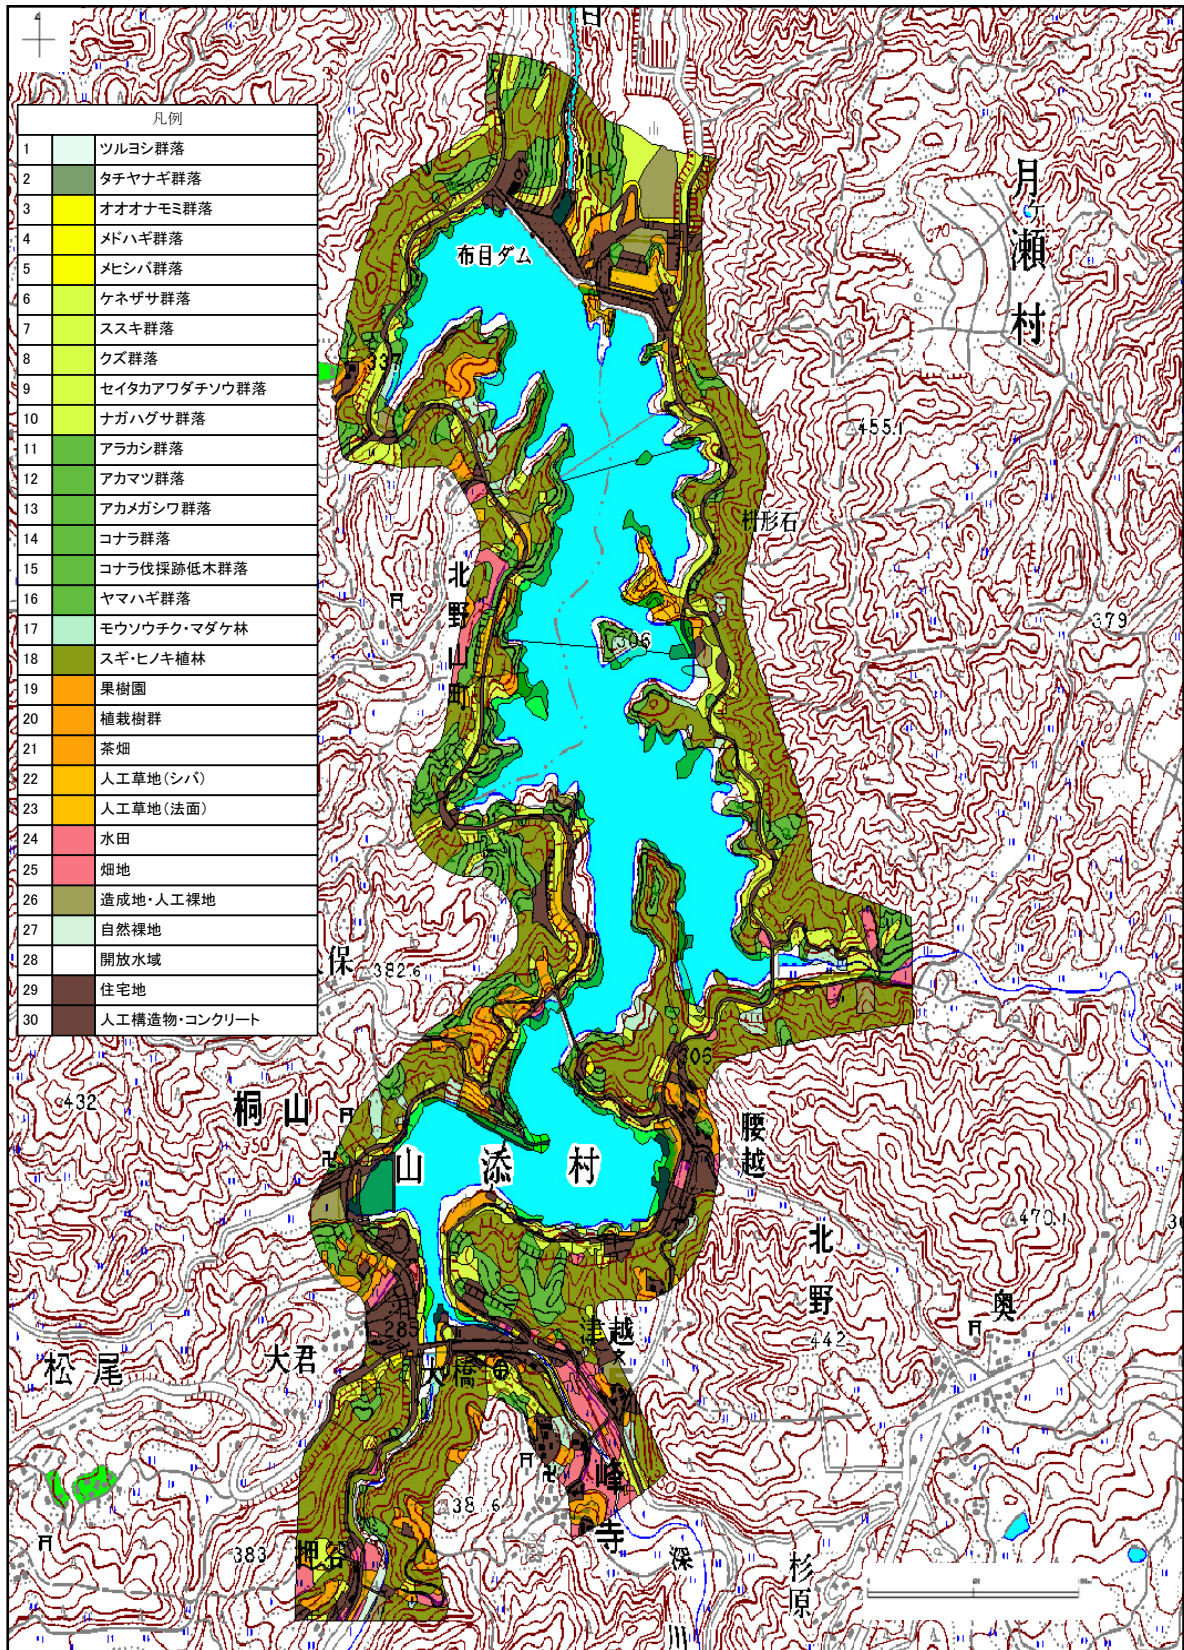 4
凡例
1 ツルヨシ群落
2 タチヤナギ群落
3 オオオナモミ群落
4 メドハギ群落
5 メヒシバ群落
6 ケネザサ群落
7 ススキ群落
8 クズ群落
9 セイタカアワダチソウ群落
10 ナガハグサ群落
11 アラカシ群落
12 アカマツ群落
13 アカメガシワ群落
14 コナラ群落
15 コナラ伐採跡低木群落
16 ヤマハギ群落
17 モウソウチク・マダケ林
18 スギ・ヒノキ植林
19 果樹園
20 植栽樹群
21 茶畑
22 人工草地(シバ)
23 人工草地(法面)
24 水田
25 畑地
26 造成地・人工裸地
27 自然裸地
28 開放水域
29 住宅地
30 人工構造物・コンクリート
布目ダム
月ヶ瀬村
337
455.1
桝形石
北野山町
306
379
保
382.6
306
432
桐山
腰越
山添村
470.1
北野
奥
285
津越
442
松尾
大君
大橋
峰寺
383
押谷
深
杉原
川